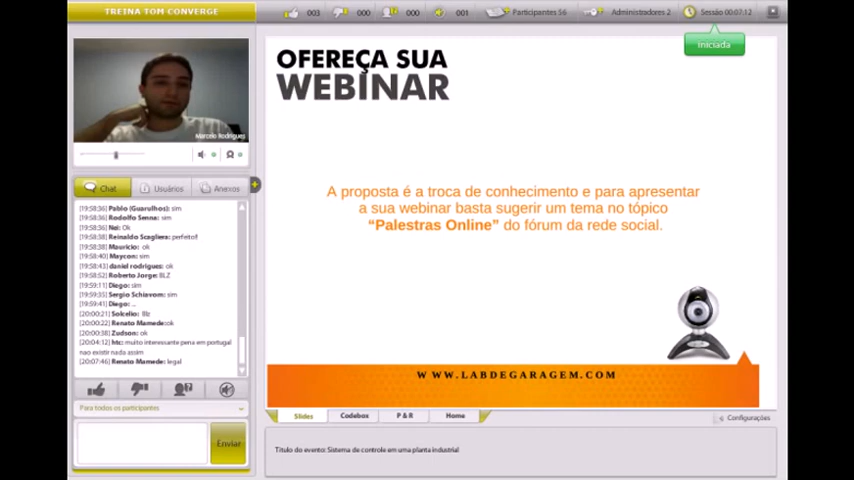 TREINA TOM CONVERGE
003
000
000
001
Participantes 56
Administradores 2
Sessão 00:07:12
iniciada
Marcelo Rodrigues
Chat
Usuários
Anexos
[19:58:36] Pablo (Guarulhos): sim
[19:58:36] Rodolfo Senna: sim
[19:58:36] Nei: Ok
[19:58:38] Reinaldo Scagliera: perfeito!!
[19:58:38] Mauricio: ok
[19:58:40] Maycon: sim
[19:58:43] daniel rodrigues: ok
[19:58:52] Roberto Jorge: BLZ
[19:59:11] Diego: sim
[19:59:35] Sergio Schiavom: sim
[19:59:41] Diego: ..
[20:00:21] Solcelio: Blz
[20:00:22] Renato Mamede:ok
[20:00:38] Zudson: ok
[20:04:12] htc: muito interessante pena em portugal
nao existir nada assim
[20:07:46] Renato Mamede: legal
Para todos os participantes
Enviar
OFEREÇA SUA
WEBINAR
A proposta é a troca de conhecimento e para apresentar
a sua webinar basta sugerir um tema no tópico
“Palestras Online” do fórum da rede social.
WWW.LABDEGARAGEM.COM
Slides
Codebox
P & R
Home
Configurações
Título do evento: Sistema de controle em uma planta industrial